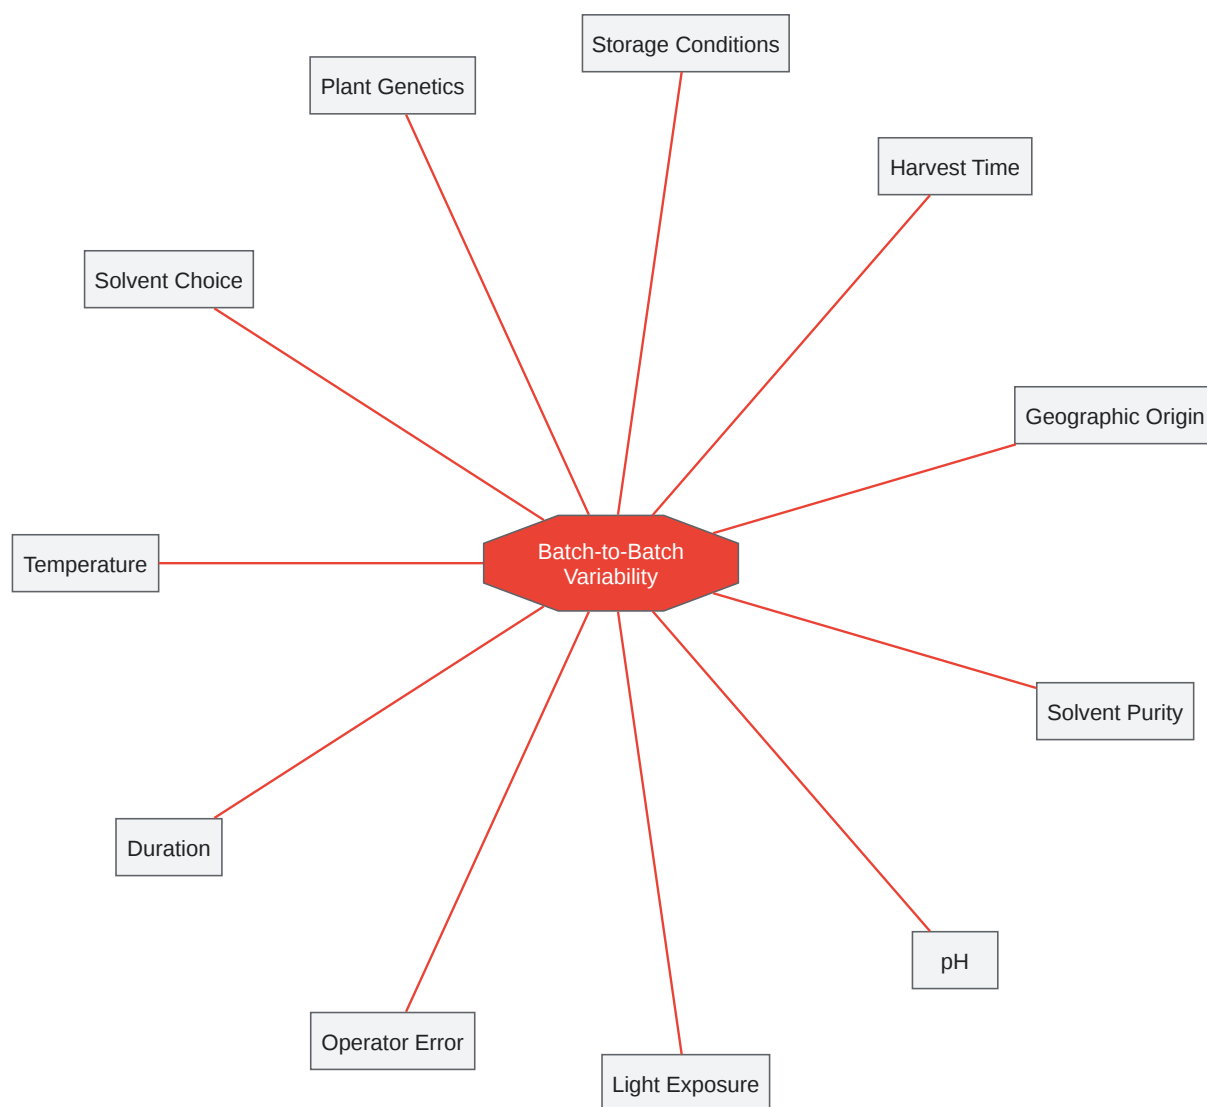 Storage Conditions
Plant Genetics
Harvest Time
Solvent Choice
Geographic Origin
Batch-to-Batch
Variability
Temperature
Solvent Purity
Duration
pH
Operator Error
Light Exposure